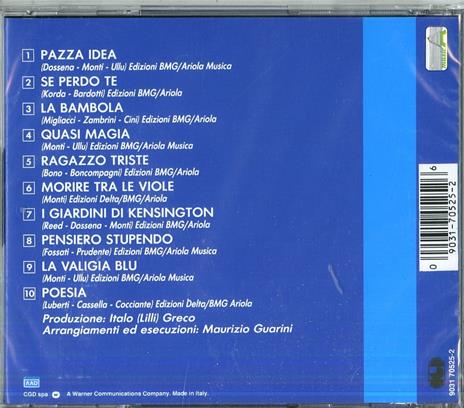 1 PAZZA IDEA
(Dossena - Monti - Ullu) Edizioni BMG/Ariola Musica
2 SE PERDO TE
(Korda - Bardotti) Edizioni BMG/Ariola
3 LA BAMBOLA
(Migliacci - Zambrini - Cini) Edizioni BMG/Ariola
4 QUASI MAGIA
(Monti - Ullu) Edizioni BMG/Ariola Musica
5 RAGAZZO TRISTE
(Bono - Boncompagni) Edizioni BMG/Ariola
6 MORIRE TRA LE VIOLE
(Monti) Edizioni Delta/BMG Ariola
7 I GIARDINI DI KENSINGTON
(Reed - Dossena - Monti) Edizioni BMG/Ariola
8 PENSIERO STUPENDO
(Fossati - Prudente) Edizioni BMG/Ariola Musica
9 LA VALIGIA BLU
(Monti - Ullu) Edizioni BMG/Ariola Musica
10 POESIA
(Luberti - Cassella - Cocciante) Edizioni Delta/BMG Ariola
Produzione: Italo (Lilli) Greco
Arrangiamenti ed esecuzioni: Maurizio Guarini
AAD
CGD spa
A Warner Communications Company. Made in Italy.
0 9031-70525-2 6
9031 70525-2